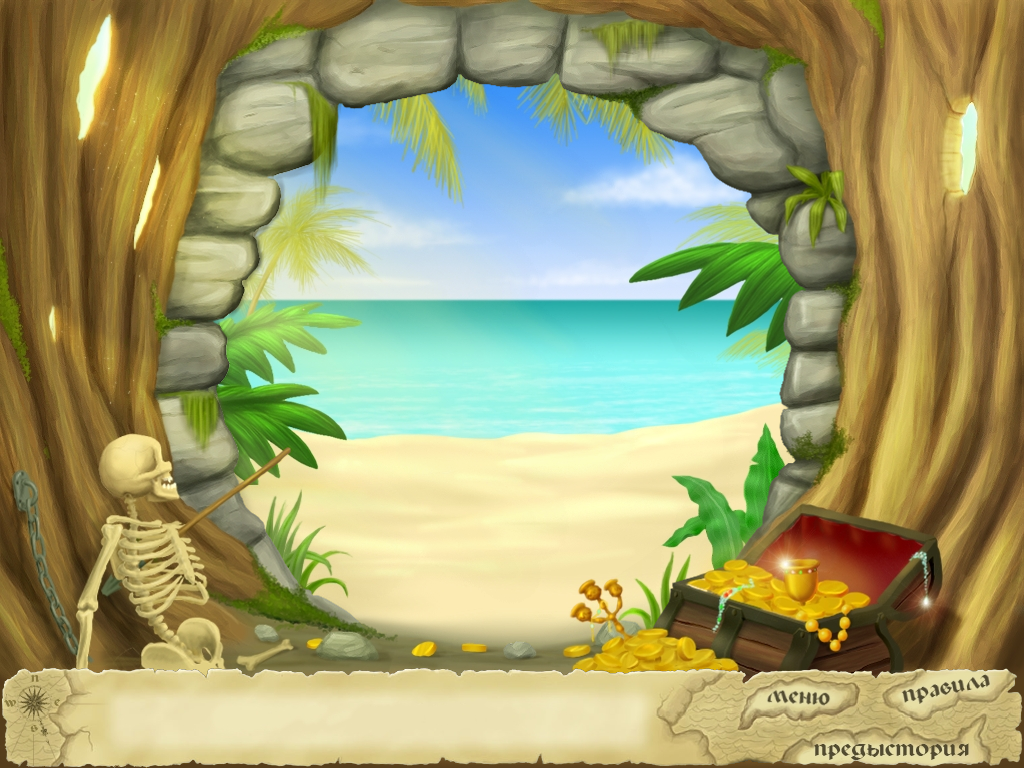 n
w e
s
меню
правила
предыстория